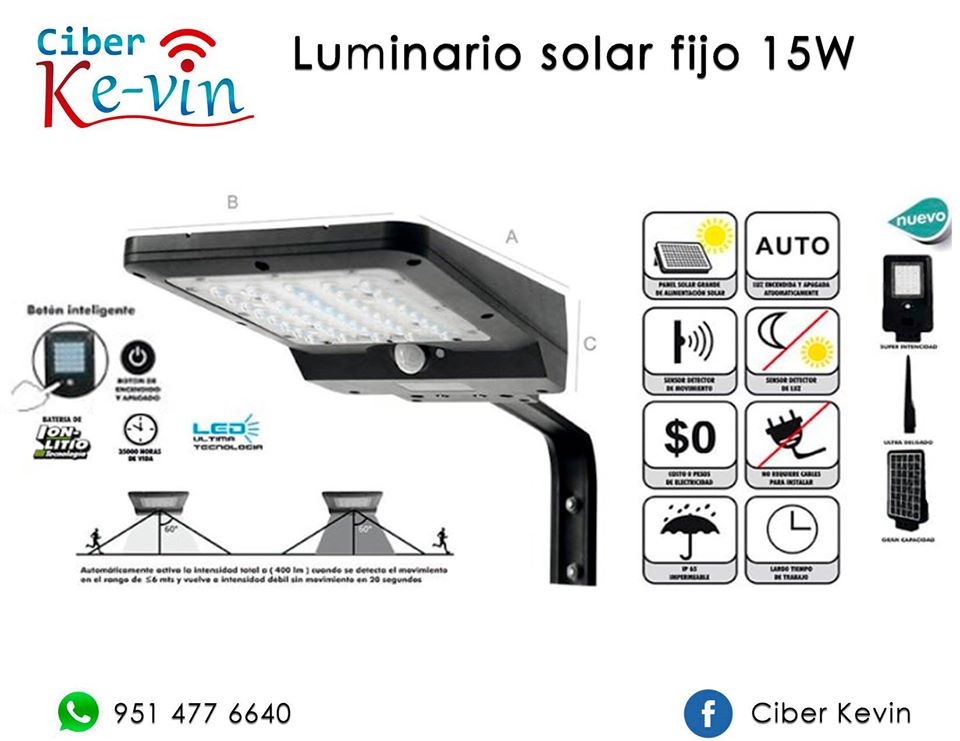 Ciber
Ke-vin
Luminario solar fijo 15W
B
A
C
Botón inteligente
BOTON DE
ENCENDIDO
Y APAGADO
BATERIA DE
ION-
LITIO
Tecnología
25000 HORAS
DE VIDA
LED
ULTIMA
TECNOLOGIA
60°
60°
Automáticamente activa la intensidad total a ( 400 lm ) cuando se detecta el movimiento
en el rango de ≤6 mts y vuelve a intensidad débil sin movimiento en 20 segundos
PANEL SOLAR GRANDE
DE ALIMENTACIÓN SOLAR
AUTO
LUZ ENCENDIDA Y APAGADA
ATUOMATICAMENTE
SENSOR DETECTOR
DE MOVIMIENTO
SENSOR DETECTOR
DE LUZ
$0
COSTO 0 PESOS
DE ELECTRICIDAD
NO REQUIERE CABLES
PARA INSTALAR
IP 65
IMPERMEABLE
LARGO TIEMPO
DE TRABAJO
nuevo
SUPER INTENCIDAD
ULTRA DELGADO
GRAN CAPACIDAD
951 477 6640
Ciber Kevin